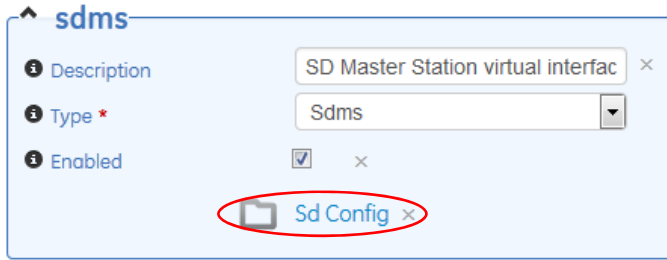 sdms
Description SD Master Station virtual interfac
Type * Sdms
Enabled
Sd Config